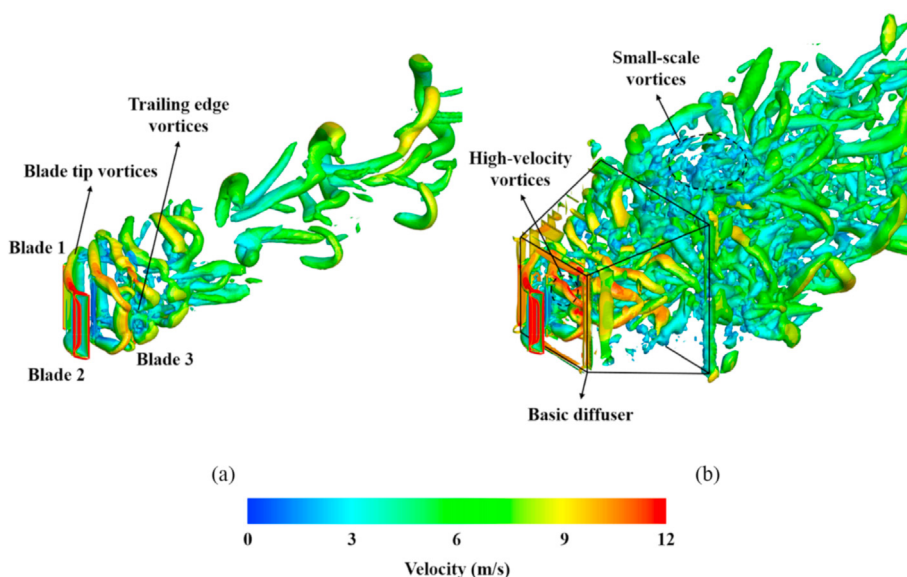 Trailing edge
vortices
Blade tip vortices
Blade 1
Blade 2
Blade 3
Small-scale
vortices
High-velocity
vortices
Basic diffuser
(a)
(b)
0 3 6 9 12
Velocity (m/s)